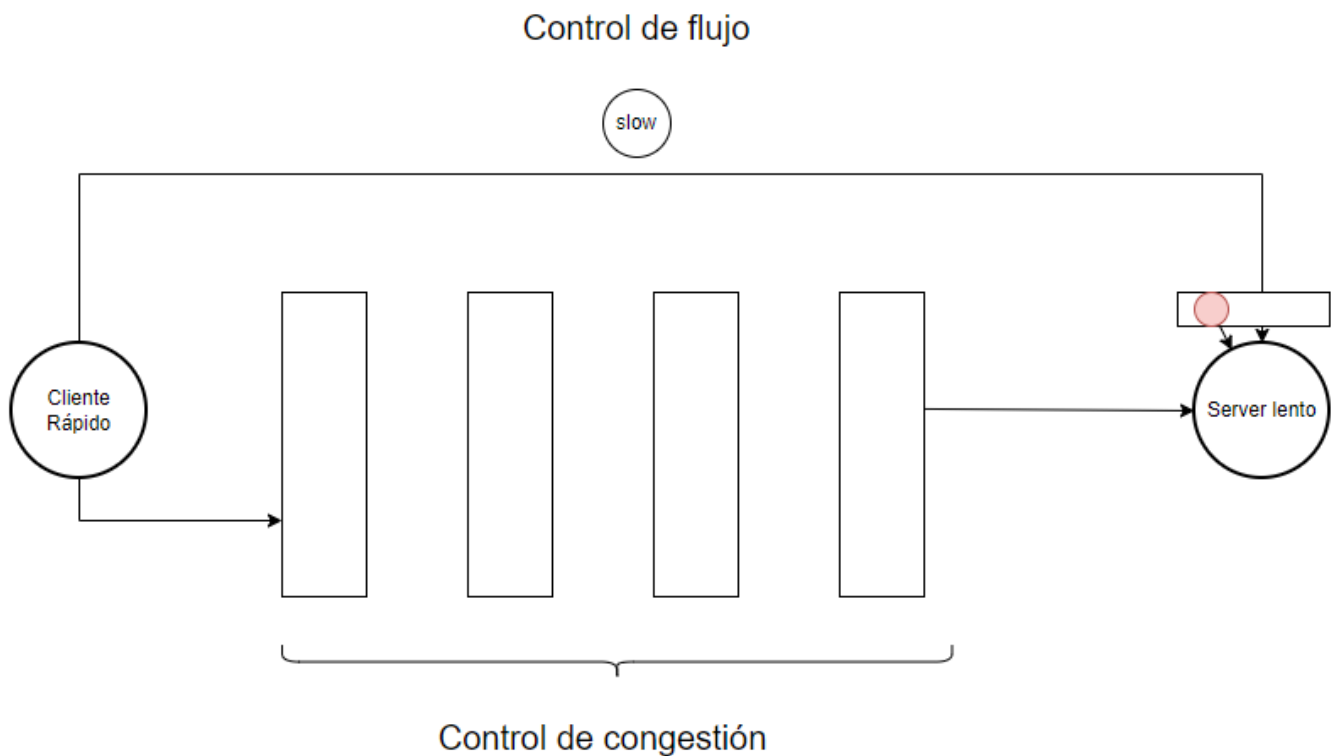 Control de flujo
slow
Cliente
Rápido
Server lento
Control de congestión